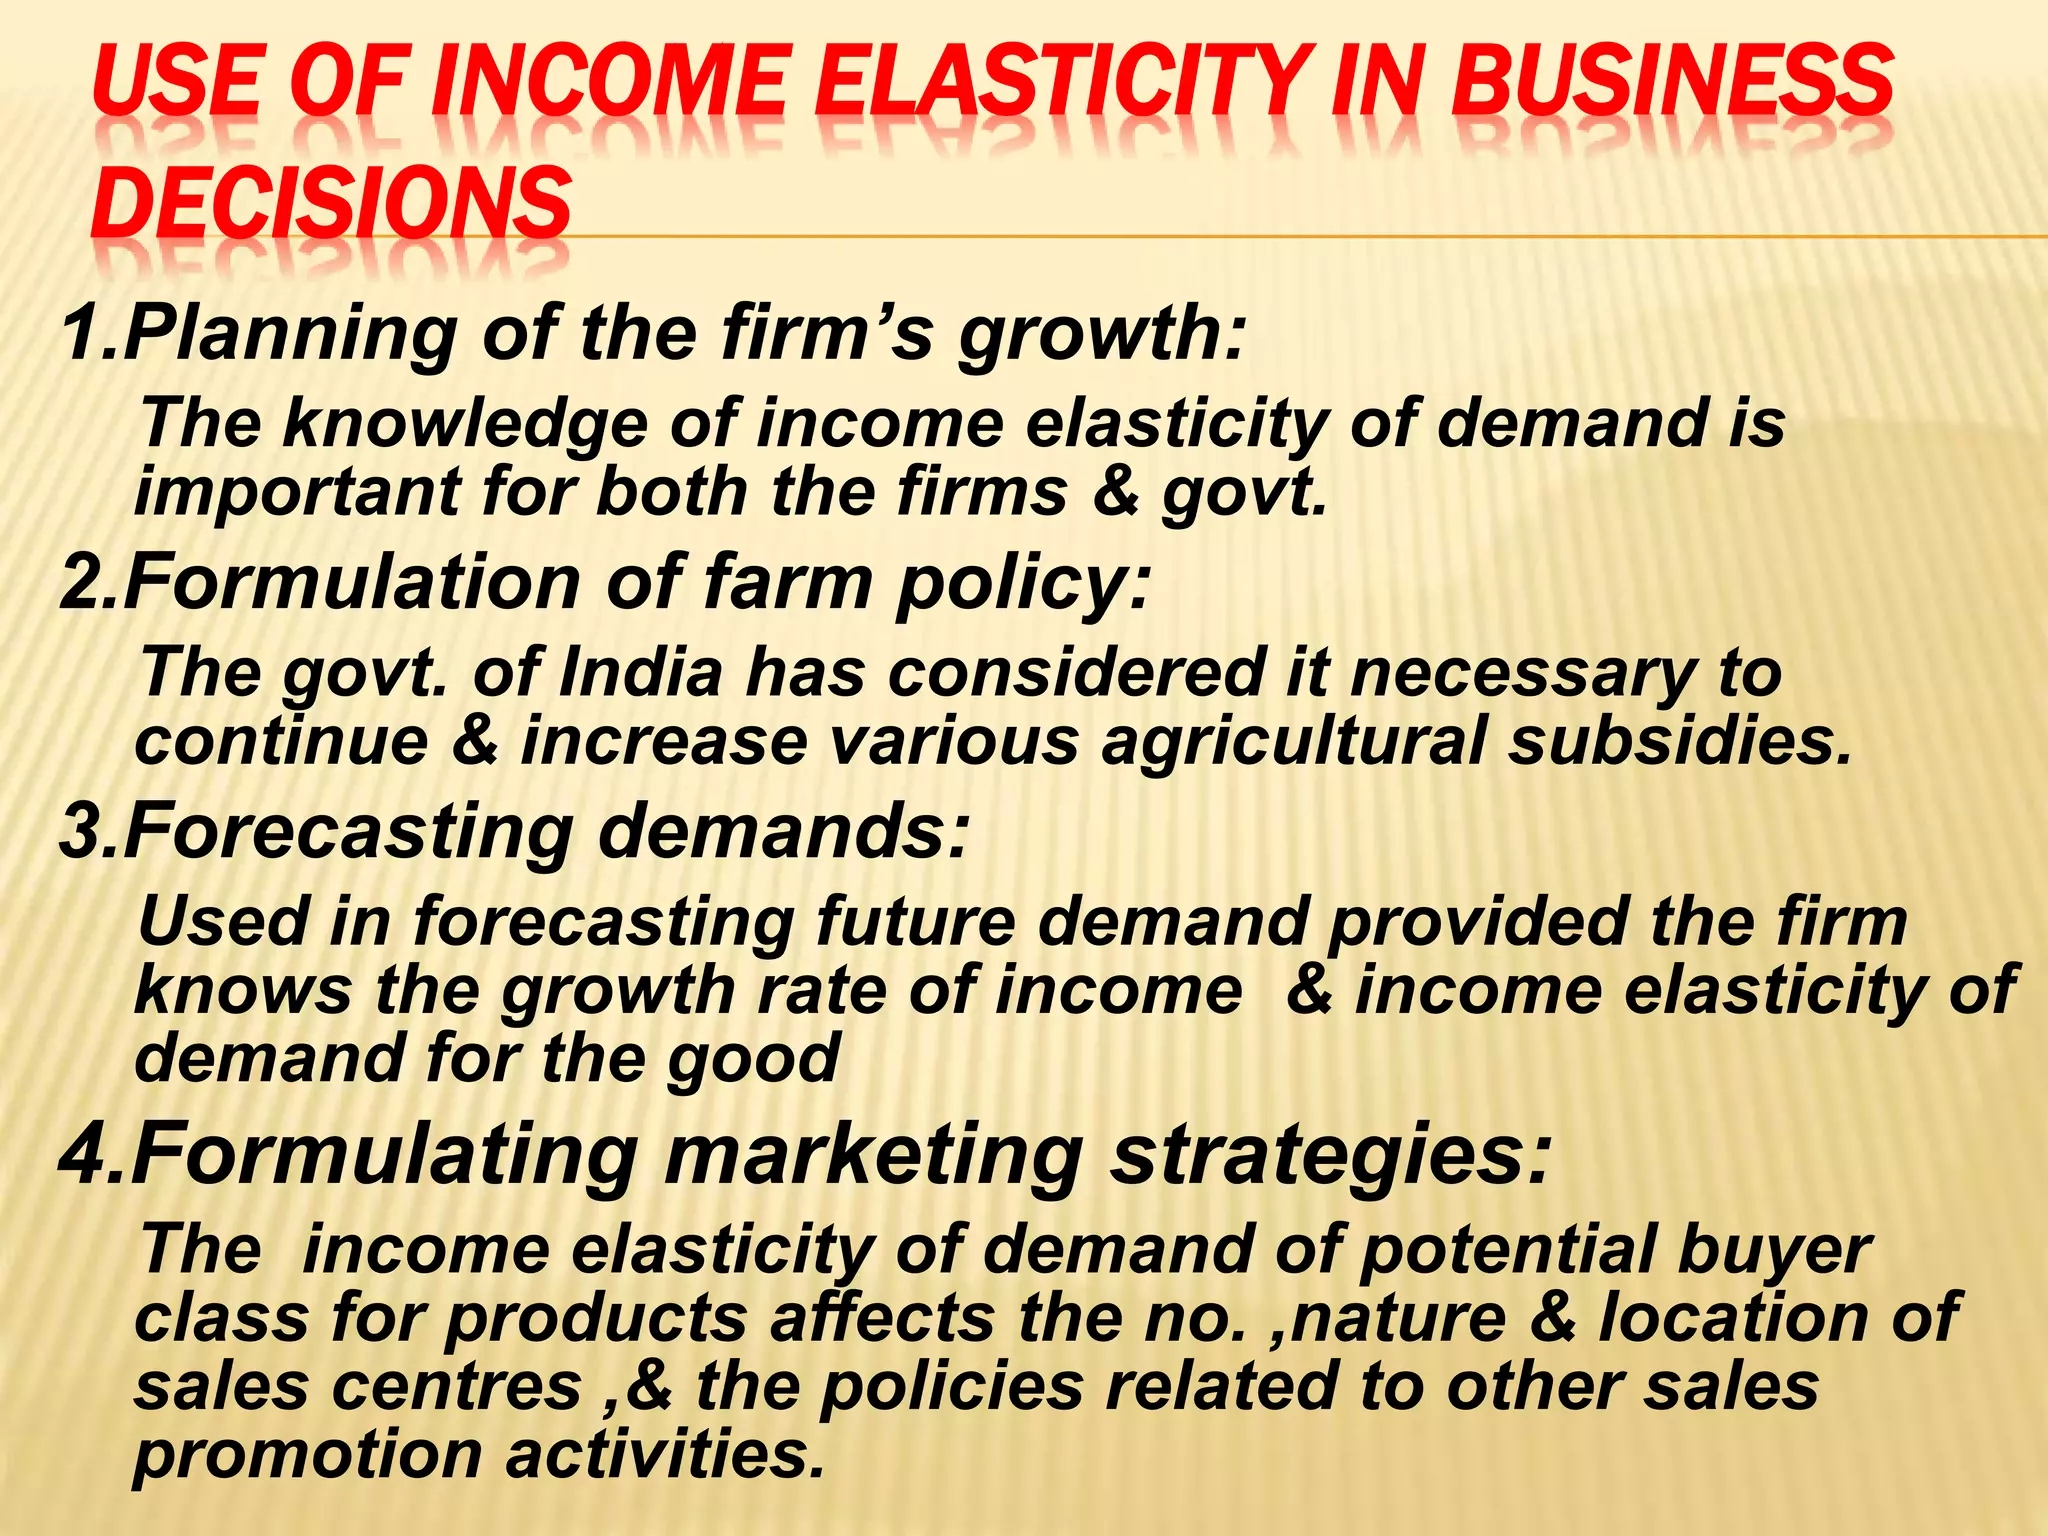 USE OF INCOME ELASTICITY IN BUSINESS
DECISIONS
1.Planning of the firm’s growth:
The knowledge of income elasticity of demand is
important for both the firms & govt.
2.Formulation of farm policy:
The govt. of India has considered it necessary to
continue & increase various agricultural subsidies.
3.Forecasting demands:
Used in forecasting future demand provided the firm
knows the growth rate of income  & income elasticity of
demand for the good
4.Formulating marketing strategies:
The  income elasticity of demand of potential buyer
class for products affects the no. ,nature & location of
sales centres ,& the policies related to other sales
promotion activities.